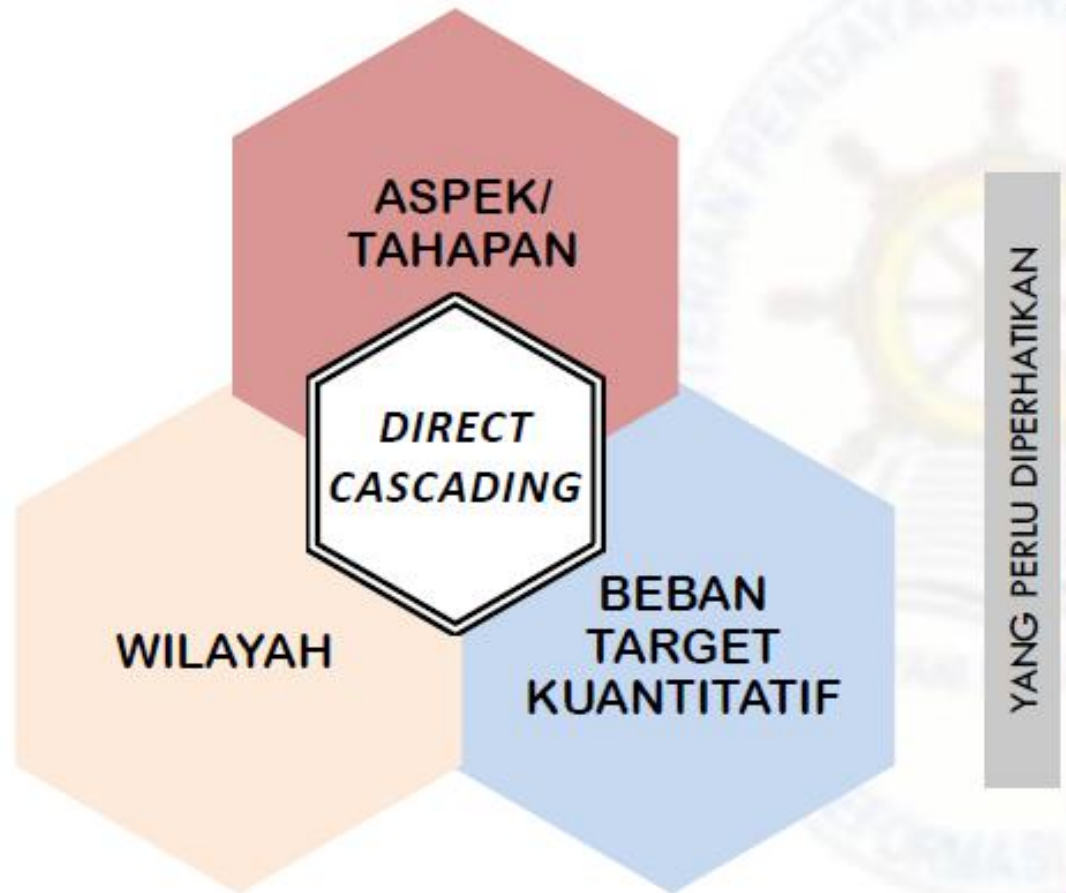 ASPEK/
TAHAPAN
DIRECT
CASCADING
WILAYAH
BEBAN
TARGET
KUANTITATIF
YANG PERLU DIPERHATIKAN